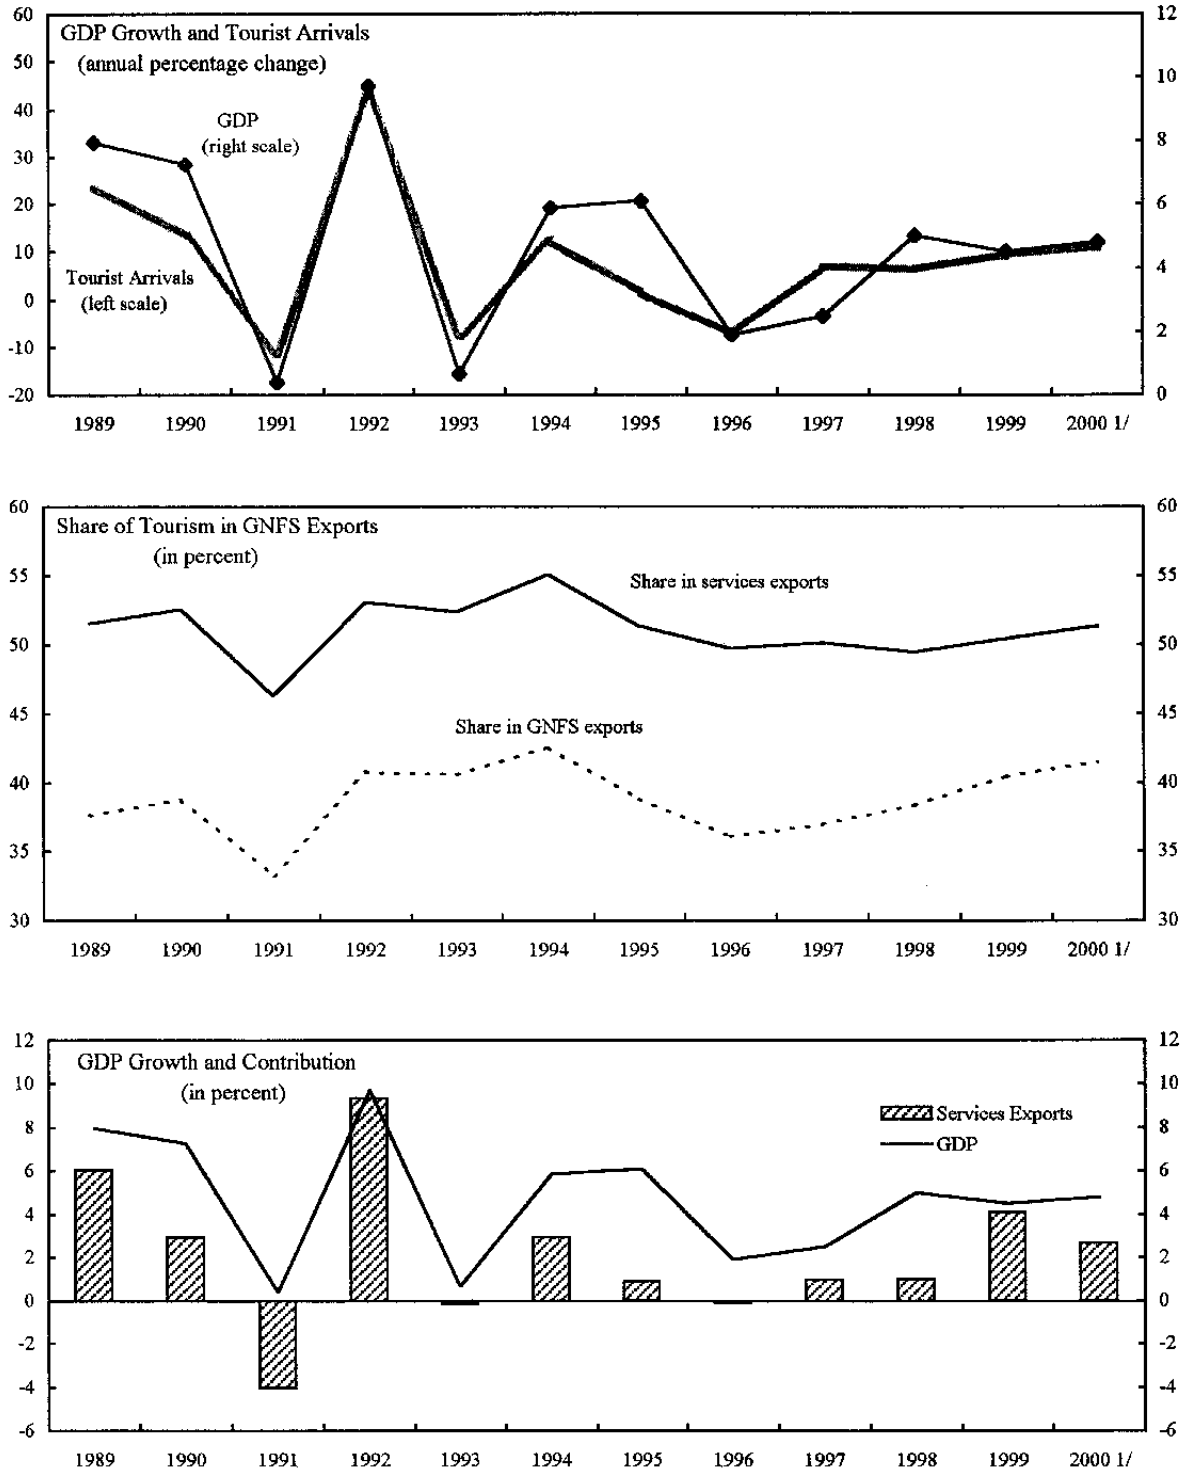 60
12
GDP Growth and Tourist Arrivals
(annual percentage change)
50
10
40
GDP
(right scale)
8
30
20
6
10
Tourist Arrivals
(left scale)
4
0
2
-10
-20
0
1989 1990 1991 1992 1993 1994 1995 1996 1997 1998 1999 2000 1/
60
60
Share of Tourism in GNFS Exports
(in percent)
55
Share in services exports
55
50
50
45
Share in GNFS exports
45
40
40
35
35
30
30
1989 1990 1991 1992 1993 1994 1995 1996 1997 1998 1999 2000 1/
12
12
GDP Growth and Contribution
(in percent)
10
10
Services Exports
8
8
GDP
6
6
4
4
2
2
0
0
-2
-2
-4
-4
-6
-6
1989 1990 1991 1992 1993 1994 1995 1996 1997 1998 1999 2000 1/